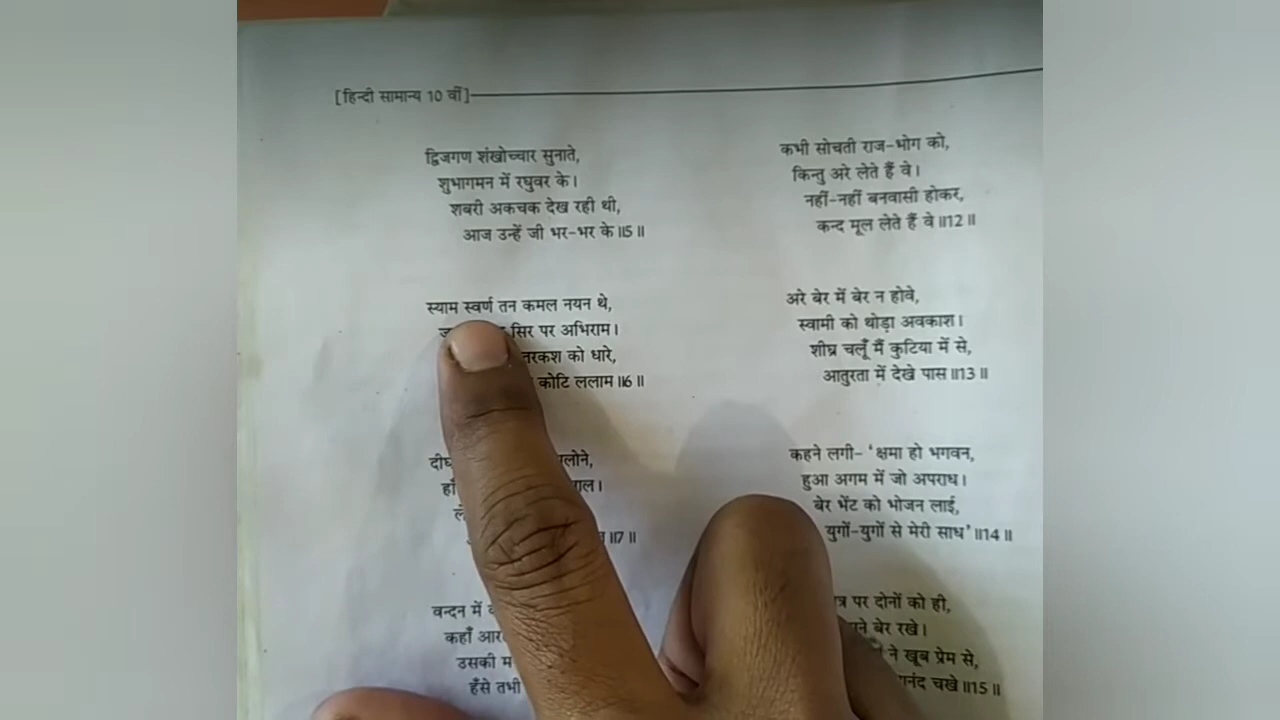 [हिन्दी सामान्य 10 वीं]
द्विजगण शंखोच्चार सुनाते,
शुभागमन में रघुवर के।
शबरी अकचक देख रही थी,
आज उन्हें जी भर-भर के॥5॥
स्याम स्वर्ण तन कमल नयन थे,
सिर पर अभिराम।
तरकश को धारे,
कोटि ललाम॥6॥
॥7॥
वन्दन में
कहाँ
उसकी
हँसे तभी
कभी सोचती राज-भोग को,
किन्तु अरे लेते हैं वे।
नहीं-नहीं बनवासी होकर,
कन्द मूल लेते हैं वे॥12॥
अरे बेर में बेर न होवे,
स्वामी को थोड़ा अवकाश।
शीघ्र चलूँ मैं कुटिया में से,
आतुरता में देखे पास॥13॥
कहने लगी- 'क्षमा हो भगवन,
हुआ अगम में जो अपराध।
बेर भेंट को भोजन लाई,
युगों-युगों से मेरी साध'॥14॥
पर दोनों को ही,
बेर रखे।
ने खूब प्रेम से,
चखे॥15॥